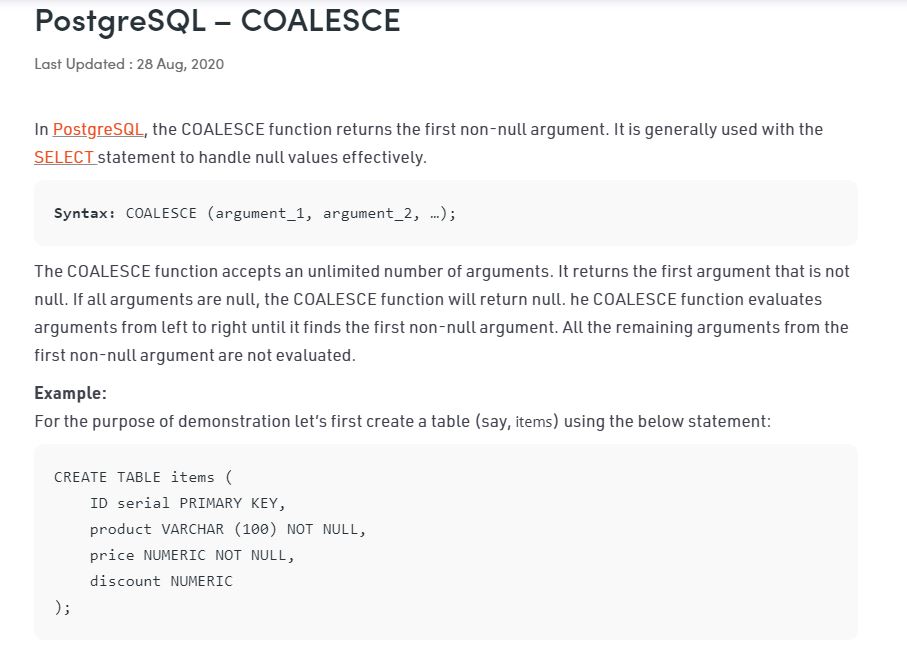 PostgreSQL – COALESCE
Last Updated : 28 Aug, 2020
In PostgreSQL, the COALESCE function returns the first non-null argument. It is generally used with the
SELECT statement to handle null values effectively.
Syntax: COALESCE (argument_1, argument_2, …);
The COALESCE function accepts an unlimited number of arguments. It returns the first argument that is not
null. If all arguments are null, the COALESCE function will return null. he COALESCE function evaluates
arguments from left to right until it finds the first non-null argument. All the remaining arguments from the
first non-null argument are not evaluated.
Example:
For the purpose of demonstration let's first create a table (say, items) using the below statement:
CREATE TABLE items (
    ID serial PRIMARY KEY,
    product VARCHAR (100) NOT NULL,
    price NUMERIC NOT NULL,
    discount NUMERIC
);